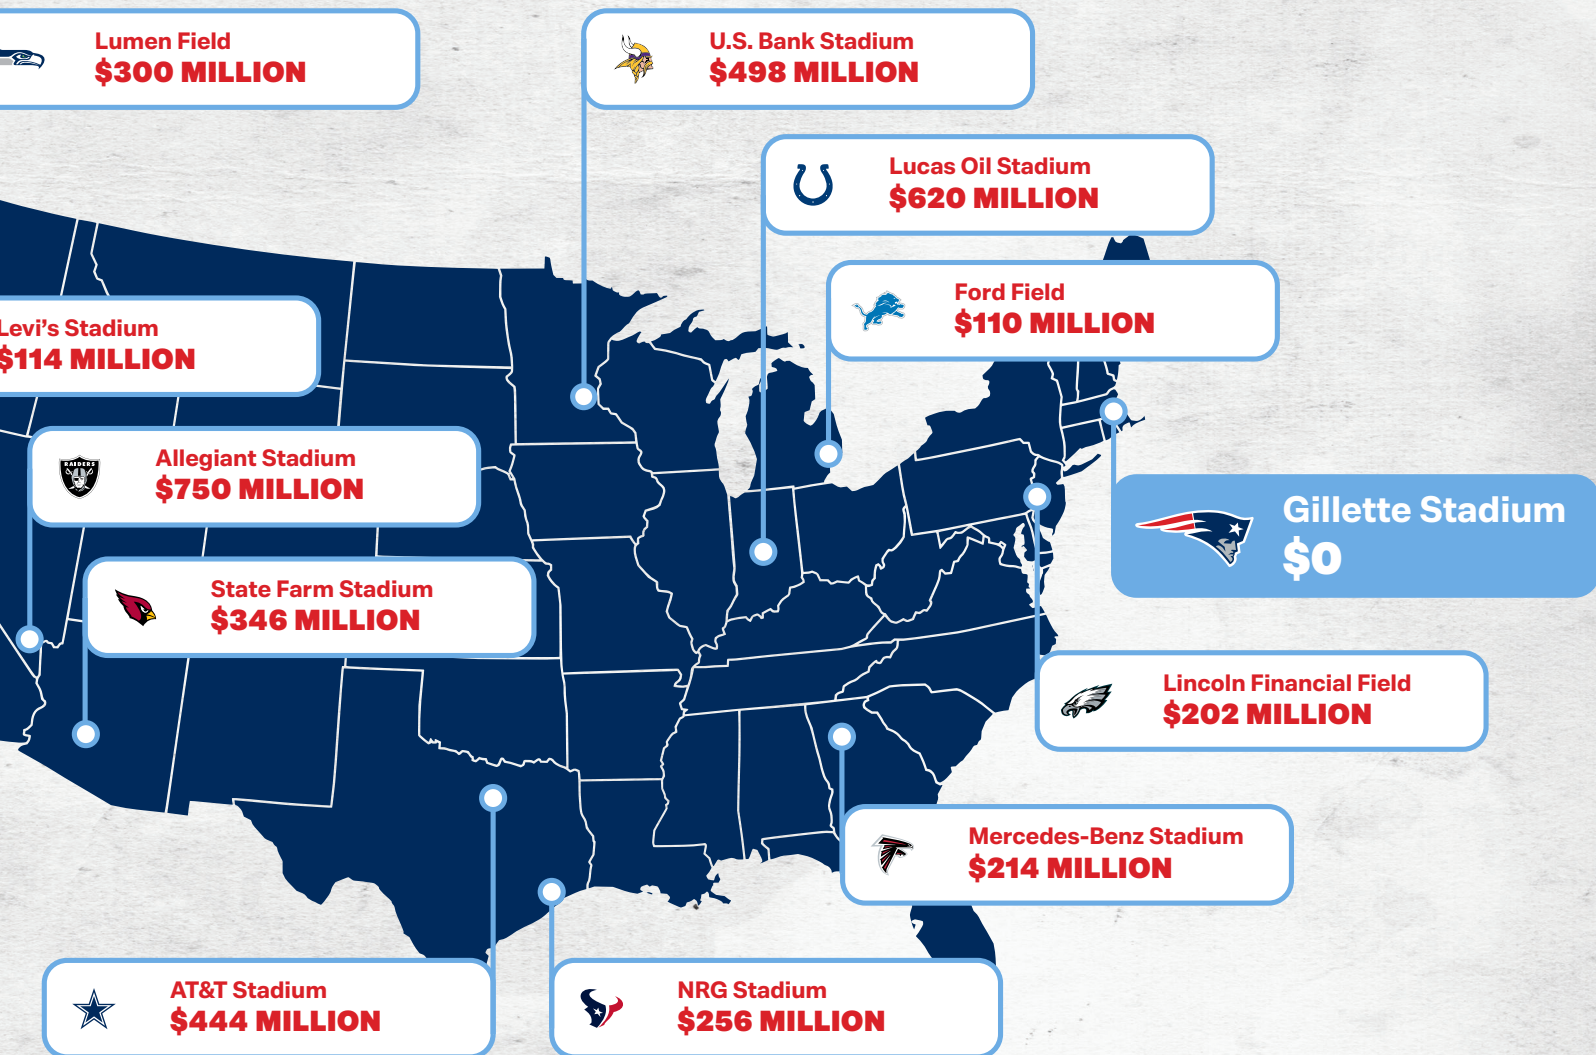 Lumen Field
$300 MILLION
U.S. Bank Stadium
$498 MILLION
Lucas Oil Stadium
$620 MILLION
Ford Field
$110 MILLION
Levi’s Stadium
$114 MILLION
RAIDERS
Allegiant Stadium
$750 MILLION
Gillette Stadium
$0
State Farm Stadium
$346 MILLION
Lincoln Financial Field
$202 MILLION
Mercedes-Benz Stadium
$214 MILLION
AT&T Stadium
$444 MILLION
NRG Stadium
$256 MILLION